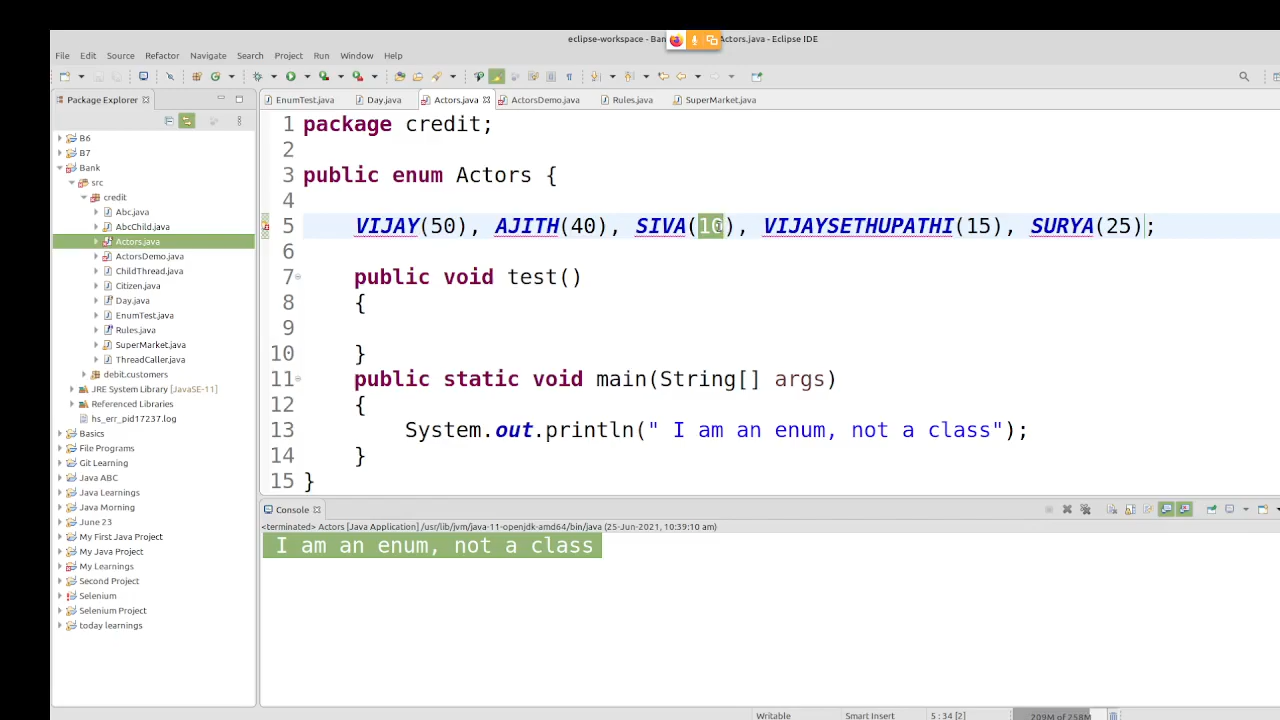 eclipse-workspace - Ban Actors.java - Eclipse IDE
File Edit Source Refactor Navigate Search Project Run Window Help
Package Explorer
EnumTest.java Day.java Actors.java ActorsDemo.java Rules.java SuperMarket.java
B6
B7
Bank
src
credit
Abc.java
AbcChild.java
Actors.java
ActorsDemo.java
ChildThread.java
Citizen.java
Day.java
EnumTest.java
Rules.java
SuperMarket.java
ThreadCaller.java
debit.customers
JRE System Library [JavaSE-11]
Referenced Libraries
hs_err_pid17237.log
Basics
File Programs
Git Learning
Java ABC
Java Learnings
Java Morning
June 23
My First Java Project
My Java Project
My Learnings
Second Project
Selenium
Selenium Project
today learnings
1 package credit;
2
3 public enum Actors {
4
5 VIJAY(50), AJITH(40), SIVA(10), VIJAYSETHUPATHI(15), SURYA(25);
6
7 public void test()
8 {
9
10 }
11 public static void main(String[] args)
12 {
13 System.out.println(" I am an enum, not a class");
14 }
15 }
Console
<terminated> Actors [Java Application] /usr/lib/jvm/java-11-openjdk-amd64/bin/java (25-Jun-2021, 10:39:10 am)
I am an enum, not a class
Writable Smart Insert 5 : 34 [2] 209M of 258M